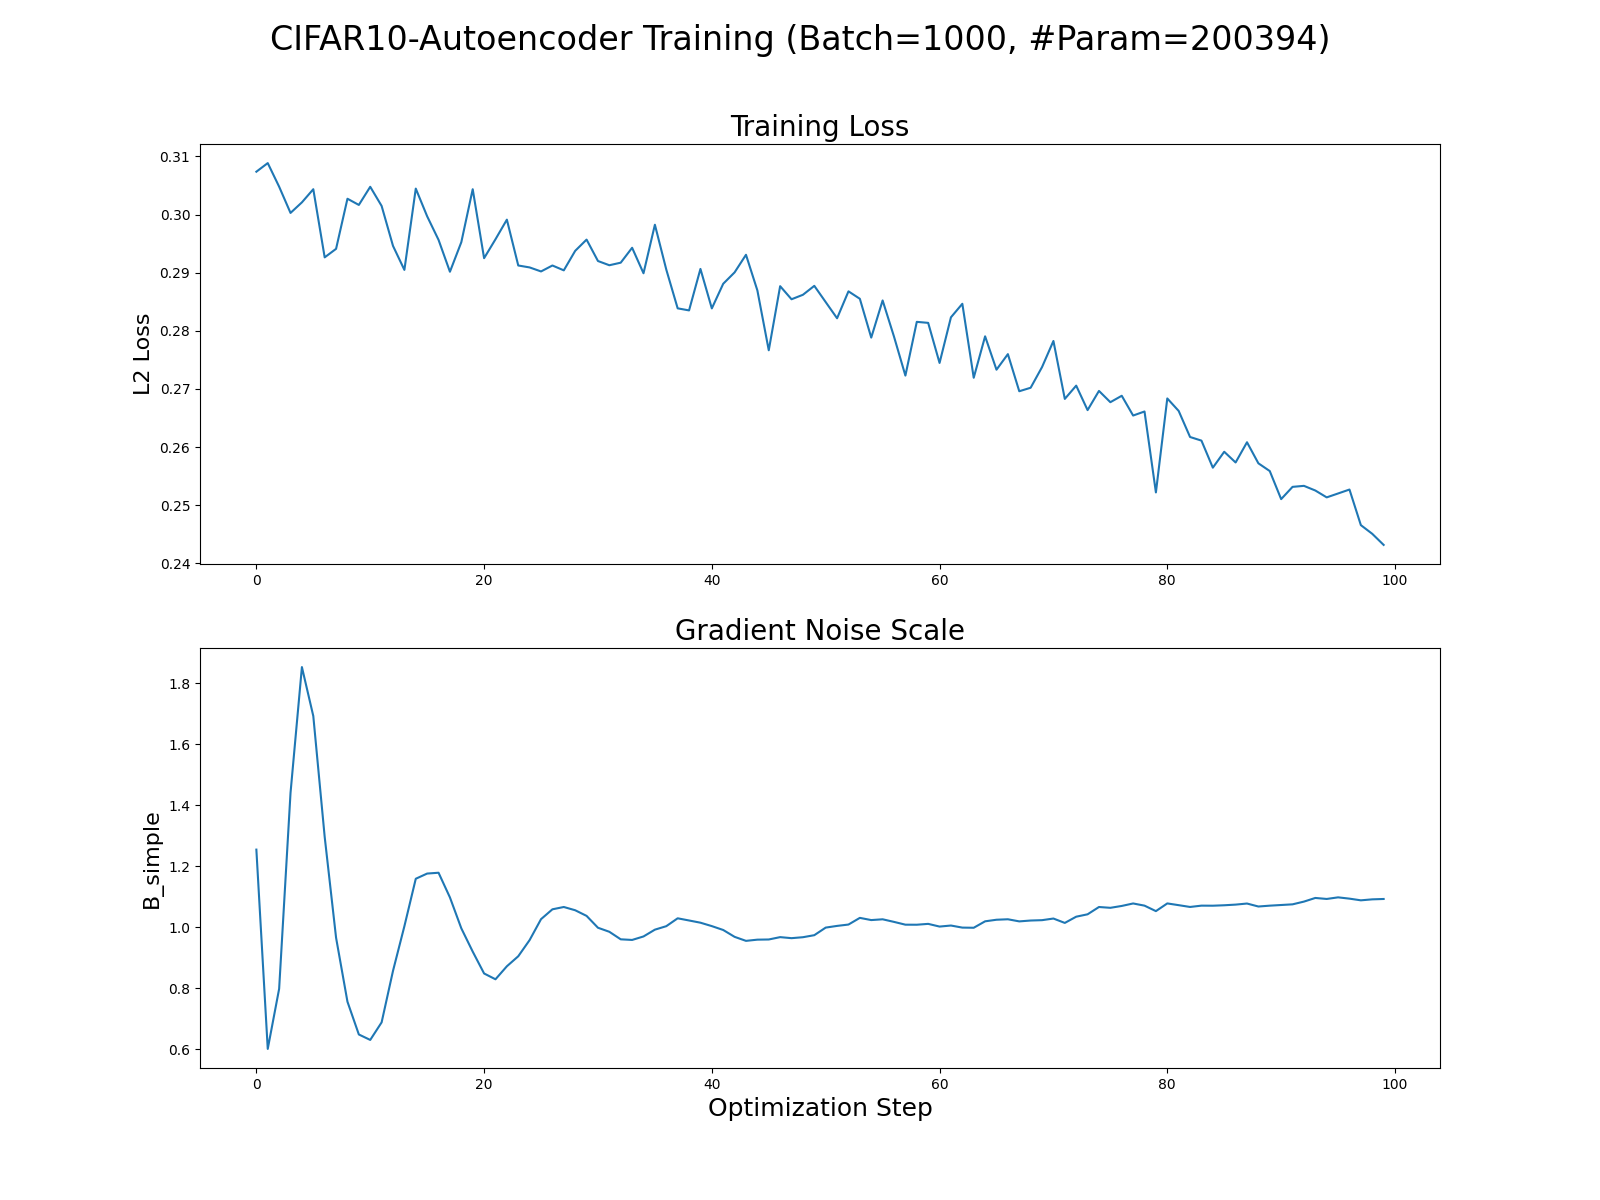 CIFAR10-Autoencoder Training (Batch=1000, #Param=200394)
Training Loss
0.31
0.30
0.29
0.28
0.27
0.26
0.25
0.24
L2 Loss
0 20 40 60 80 100
Gradient Noise Scale
1.8
1.6
1.4
1.2
1.0
0.8
0.6
B_simple
0 20 40 60 80 100
Optimization Step